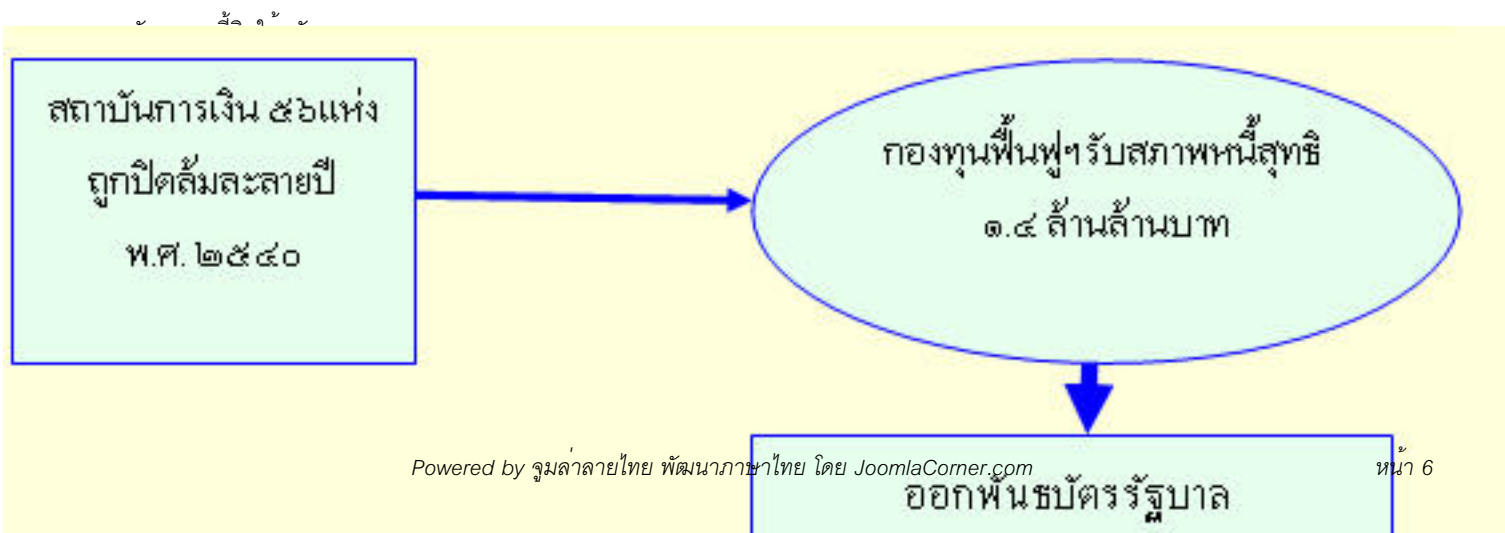 สถาบันการเงิน ๕๖แห่ง
ถูกปิดล้มละลายปี
พ.ศ. ๒๕๔๐
กองทุนฟื้นฟูฯรับสภาพหนี้สุทธิ
๑.๔ ล้านล้านบาท
Powered by จูมล่าลายไทย พัฒนาภาษาไทย โดย JoomlaCorner.com หน้า 6
ออกพันธบัตรรัฐบาล